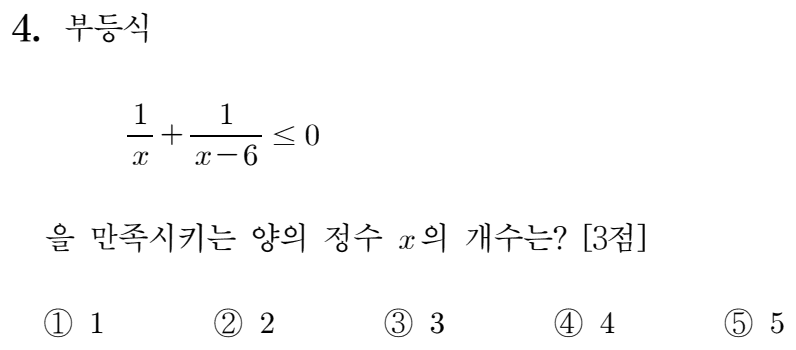 4. 부등식
1/x + 1/(x-6) ≤ 0
을 만족시키는 양의 정수 x의 개수는? [3점]
① 1 ② 2 ③ 3 ④ 4 ⑤ 5